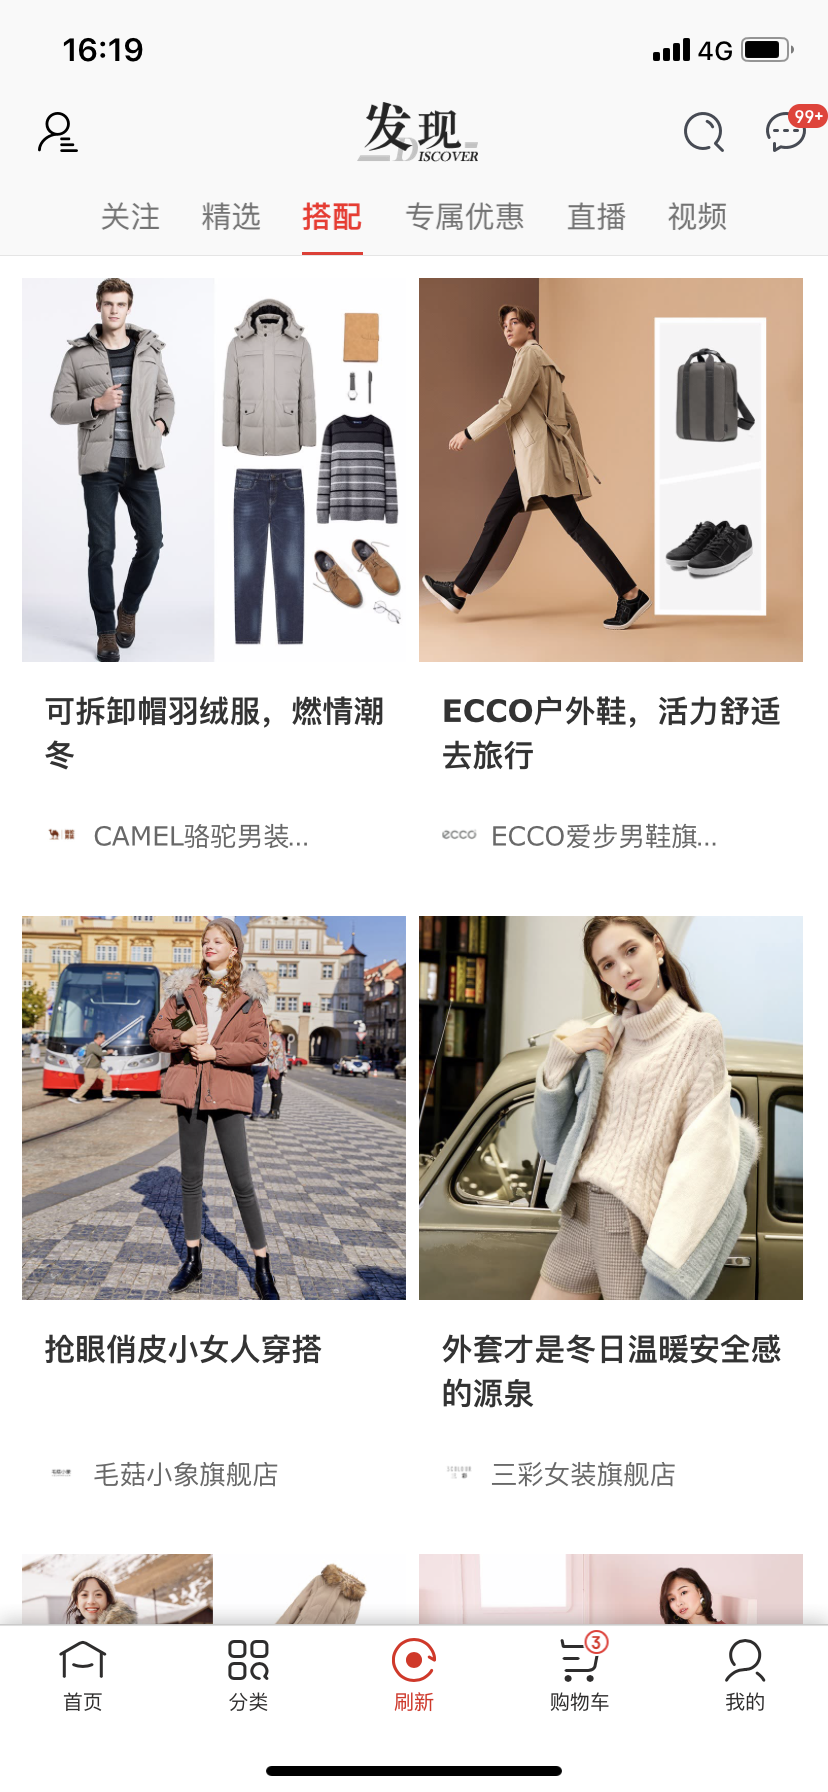 16:19
4G
发现
DISCOVER
99+
关注 精选 搭配 专属优惠 直播 视频
可拆卸帽羽绒服，燃情潮
冬
CAMEL骆驼男装...
ECCO户外鞋，活力舒适
去旅行
ecco ECCO爱步男鞋旗...
抢眼俏皮小女人穿搭
毛菇小象 毛菇小象旗舰店
外套才是冬日温暖安全感
的源泉
三彩女装旗舰店
首页 分类 刷新 购物车 我的
3